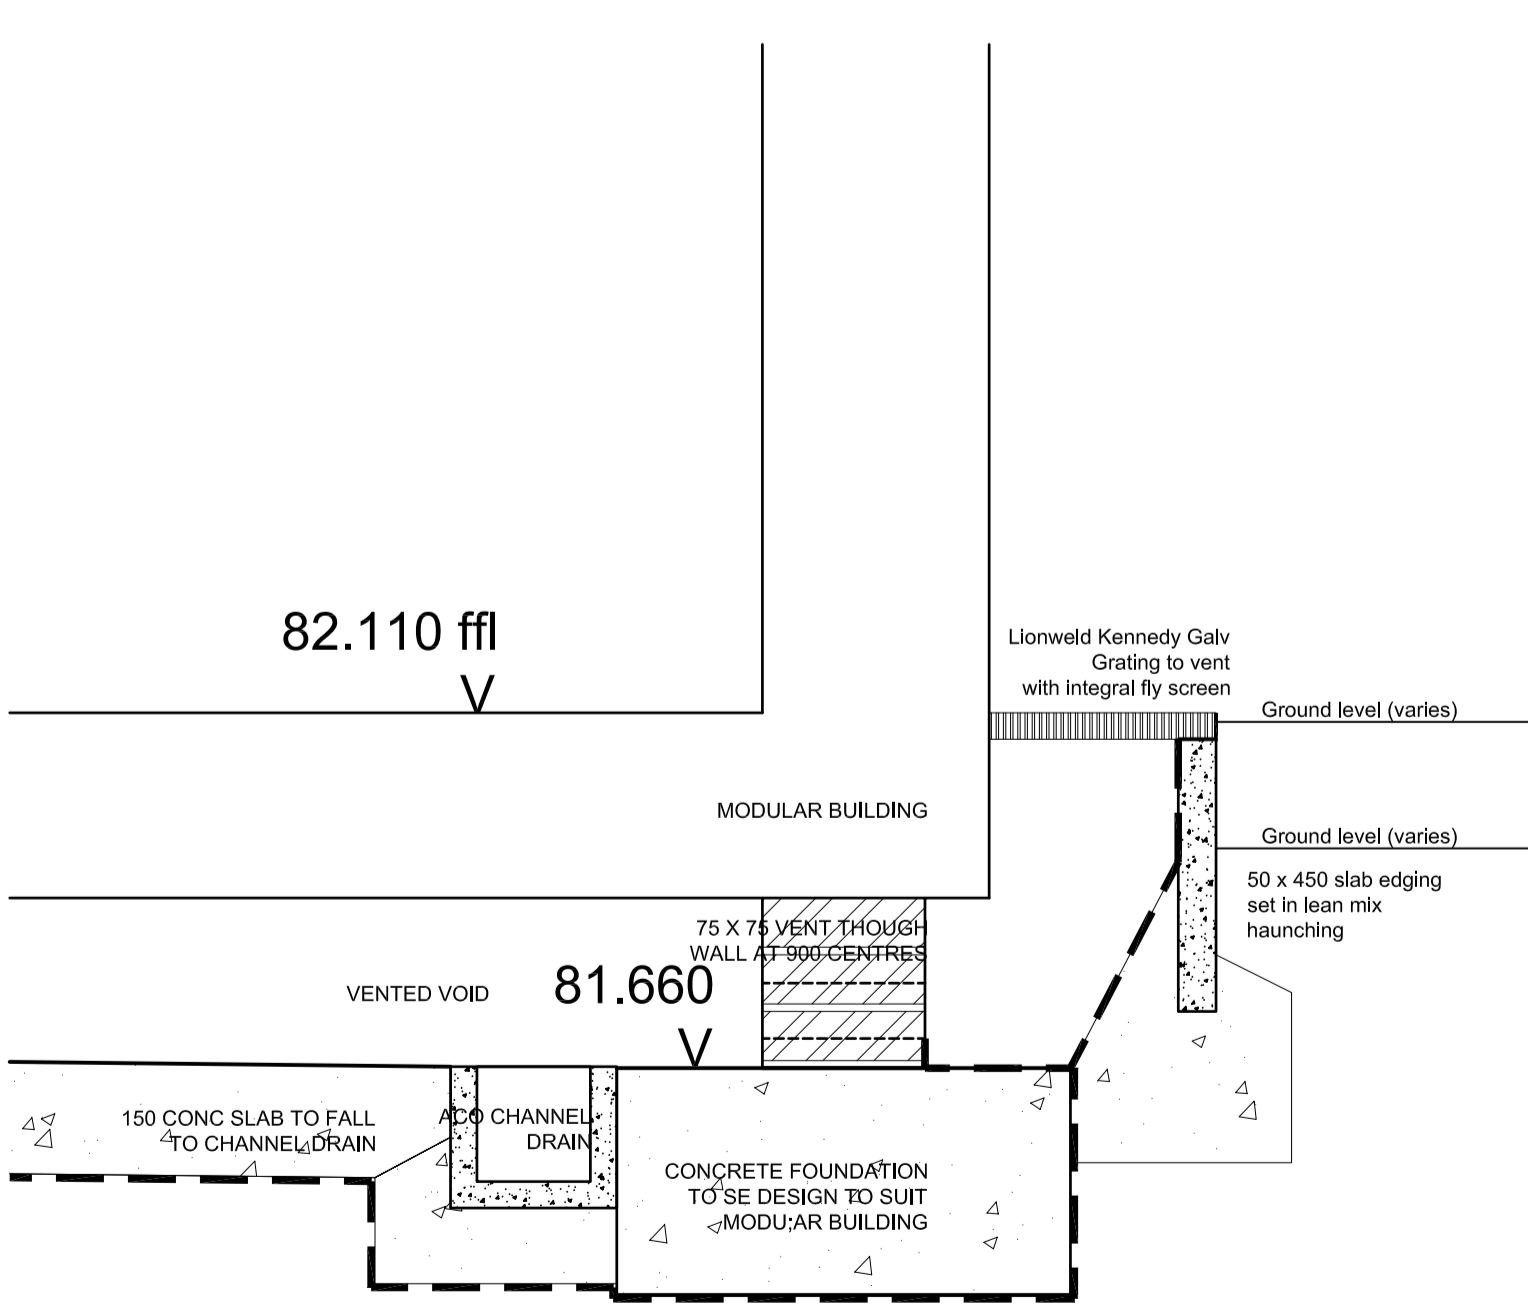 82.110 ffl
V
Lionweld Kennedy Galv
Grating to vent
with integral fly screen
Ground level (varies)
MODULAR BUILDING
Ground level (varies)
50 x 450 slab edging
set in lean mix
haunching
75 X 75 VENT THOUGH
WALL AT 900 CENTRES
VENTED VOID
81.660
V
150 CONC SLAB TO FALL
TO CHANNEL DRAIN
ACO CHANNEL
DRAIN
CONCRETE FOUNDATION
TO SE DESIGN TO SUIT
MODU;AR BUILDING